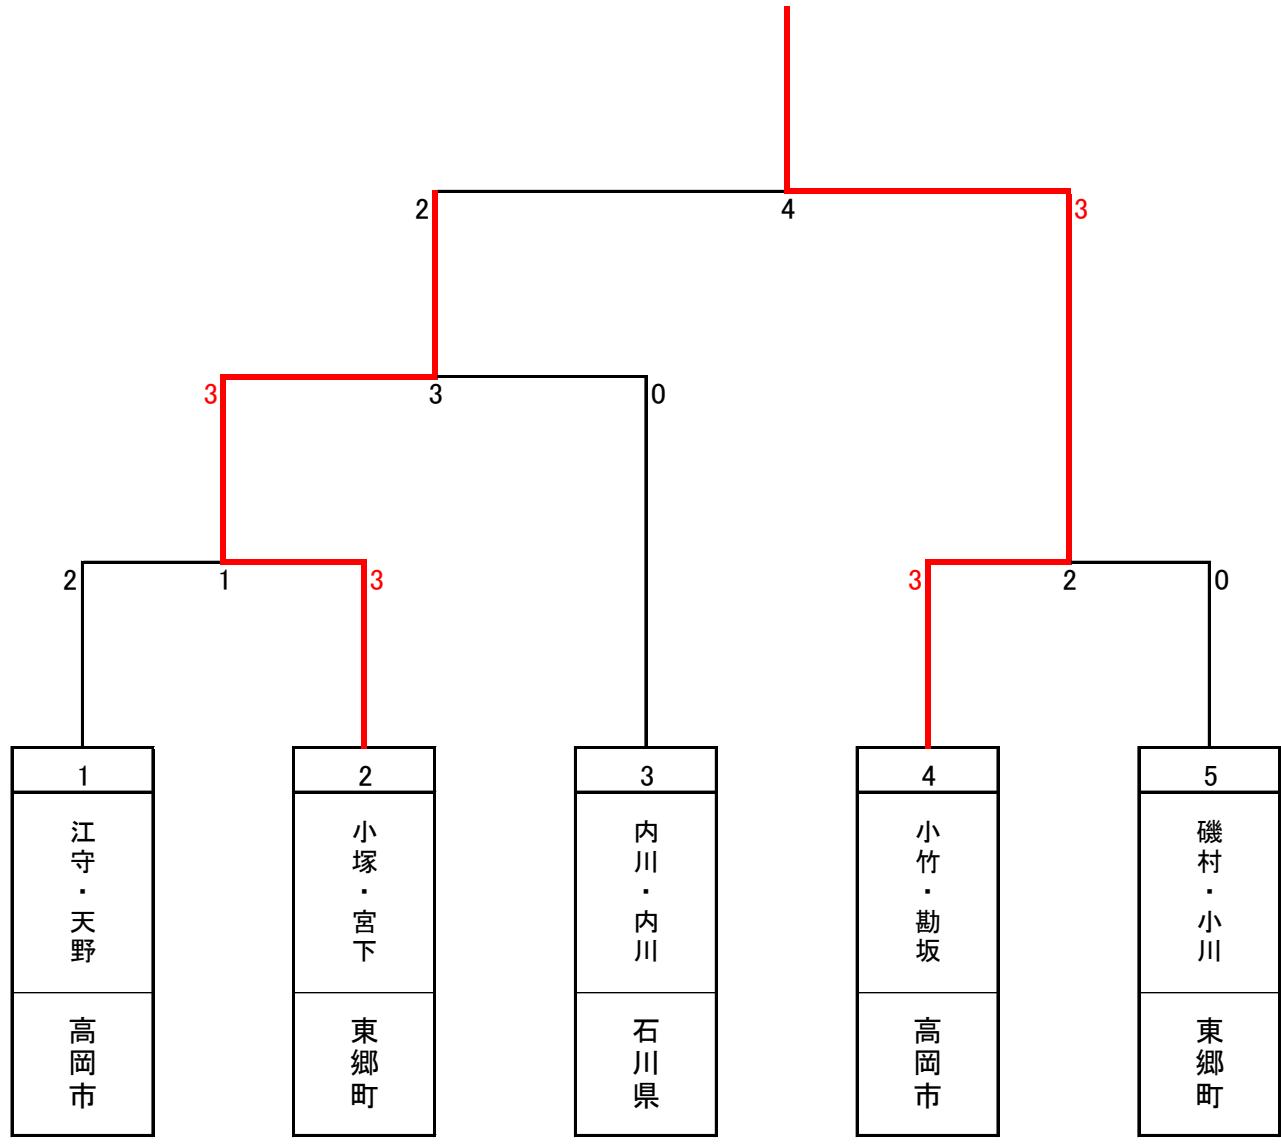 2 4 3
3 3 0
2 1 3 3 2 0
1 2 3 4 5
江守・天野
小塚・宮下
内川・内川
小竹・勘坂
磯村・小川
高岡市
東郷町
石川県
高岡市
東郷町